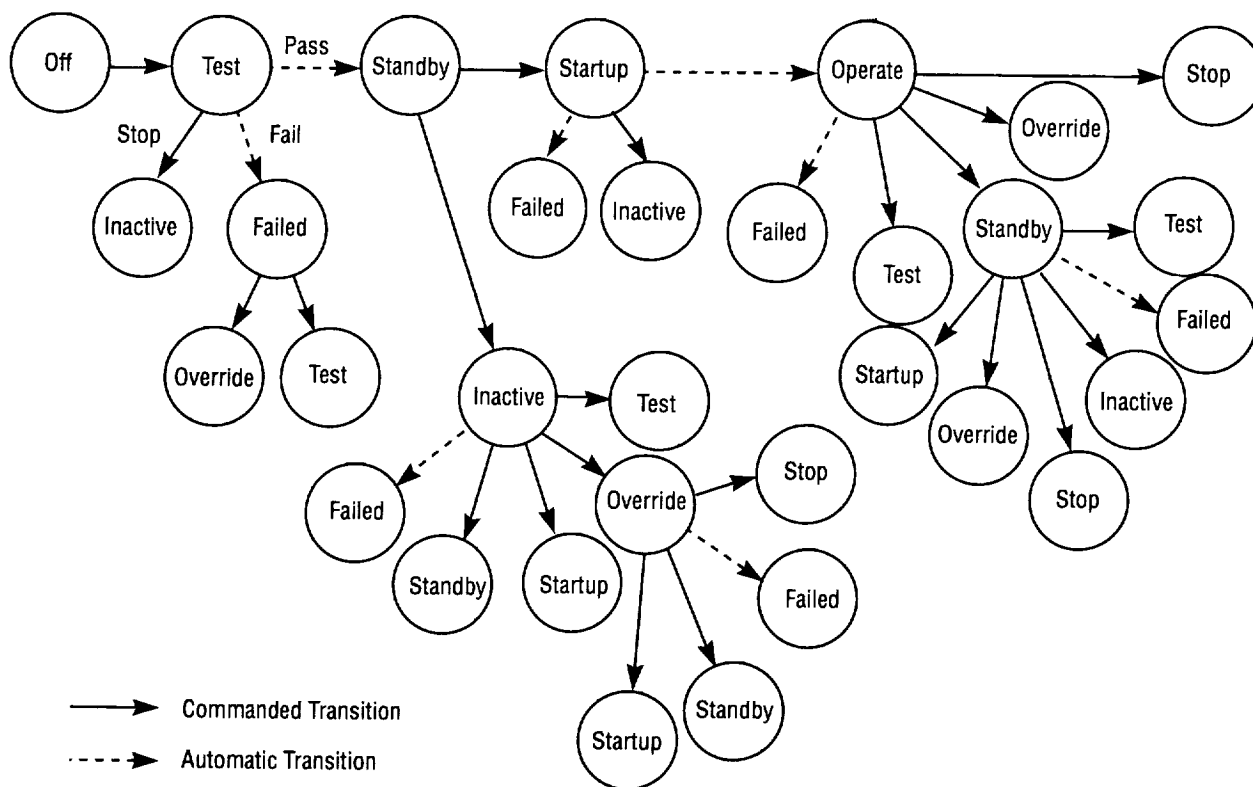 Off
Test
Pass
Standby
Startup
Operate
Stop
Override
Stop
Fail
Inactive
Failed
Failed
Inactive
Failed
Test
Standby
Test
Failed
Override
Test
Startup
Override
Stop
Inactive
Inactive
Test
Failed
Standby
Startup
Override
Stop
Failed
Startup
Standby
Commanded Transition
Automatic Transition